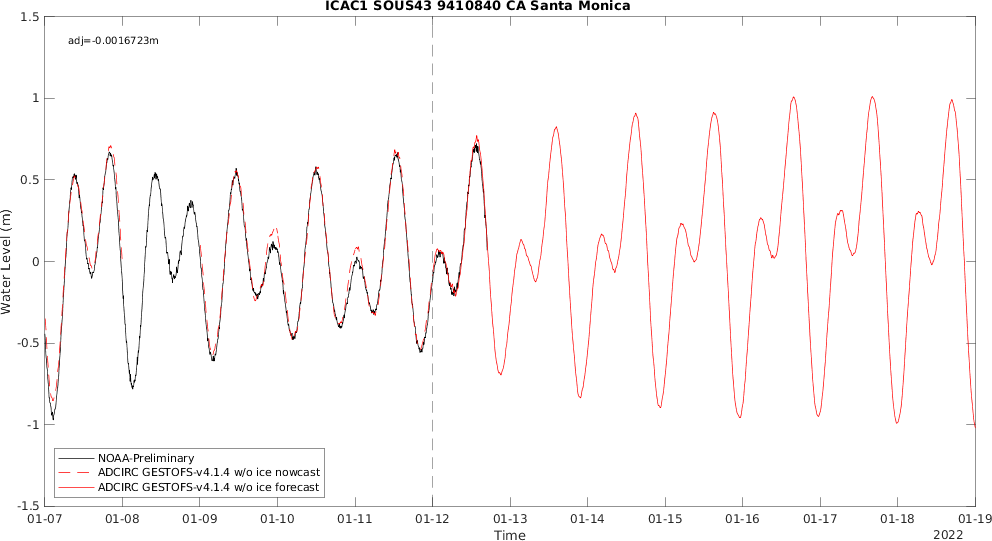 ICAC1 SOUS43 9410840 CA Santa Monica
adj=-0.0016723m
1.5
1
0.5
0
-0.5
-1
-1.5
Water Level (m)
NOAA-Preliminary
ADCIRC GESTOFS-v4.1.4 w/o ice nowcast
ADCIRC GESTOFS-v4.1.4 w/o ice forecast
01-07 01-08 01-09 01-10 01-11 01-12 01-13 01-14 01-15 01-16 01-17 01-18 01-19
Time
2022